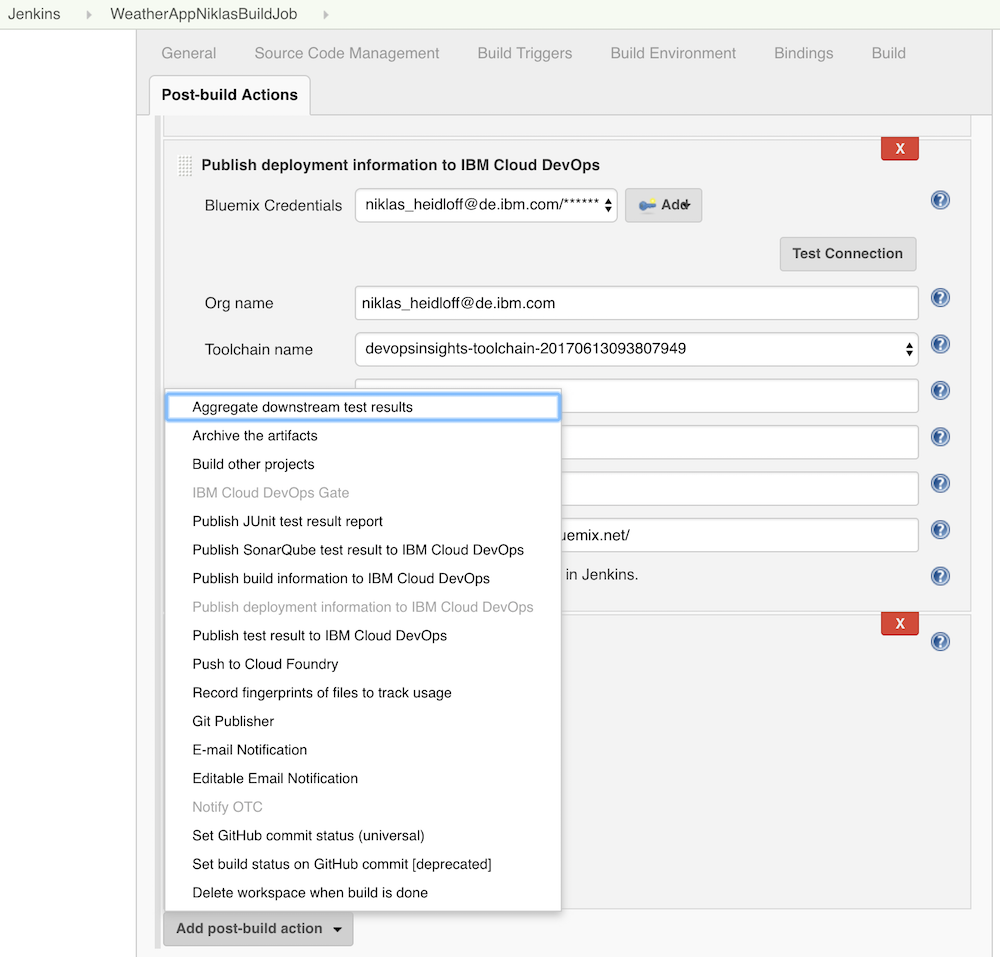 Jenkins WeatherAppNiklasBuildJob
General Source Code Management Build Triggers Build Environment Bindings Build
Post-build Actions
X
Publish deployment information to IBM Cloud DevOps
Bluemix Credentials niklas_heidloff@de.ibm.com/****** Add
Test Connection
Org name niklas_heidloff@de.ibm.com
Toolchain name devopsinsights-toolchain-20170613093807949
Aggregate downstream test results
Archive the artifacts
Build other projects
IBM Cloud DevOps Gate
Publish JUnit test result report
Publish SonarQube test result to IBM Cloud DevOps
uemix.net/
Publish build information to IBM Cloud DevOps
in Jenkins.
Publish deployment information to IBM Cloud DevOps
X
Publish test result to IBM Cloud DevOps
Push to Cloud Foundry
Record fingerprints of files to track usage
Git Publisher
E-mail Notification
Editable Email Notification
Notify OTC
Set GitHub commit status (universal)
Set build status on GitHub commit [deprecated]
Delete workspace when build is done
Add post-build action